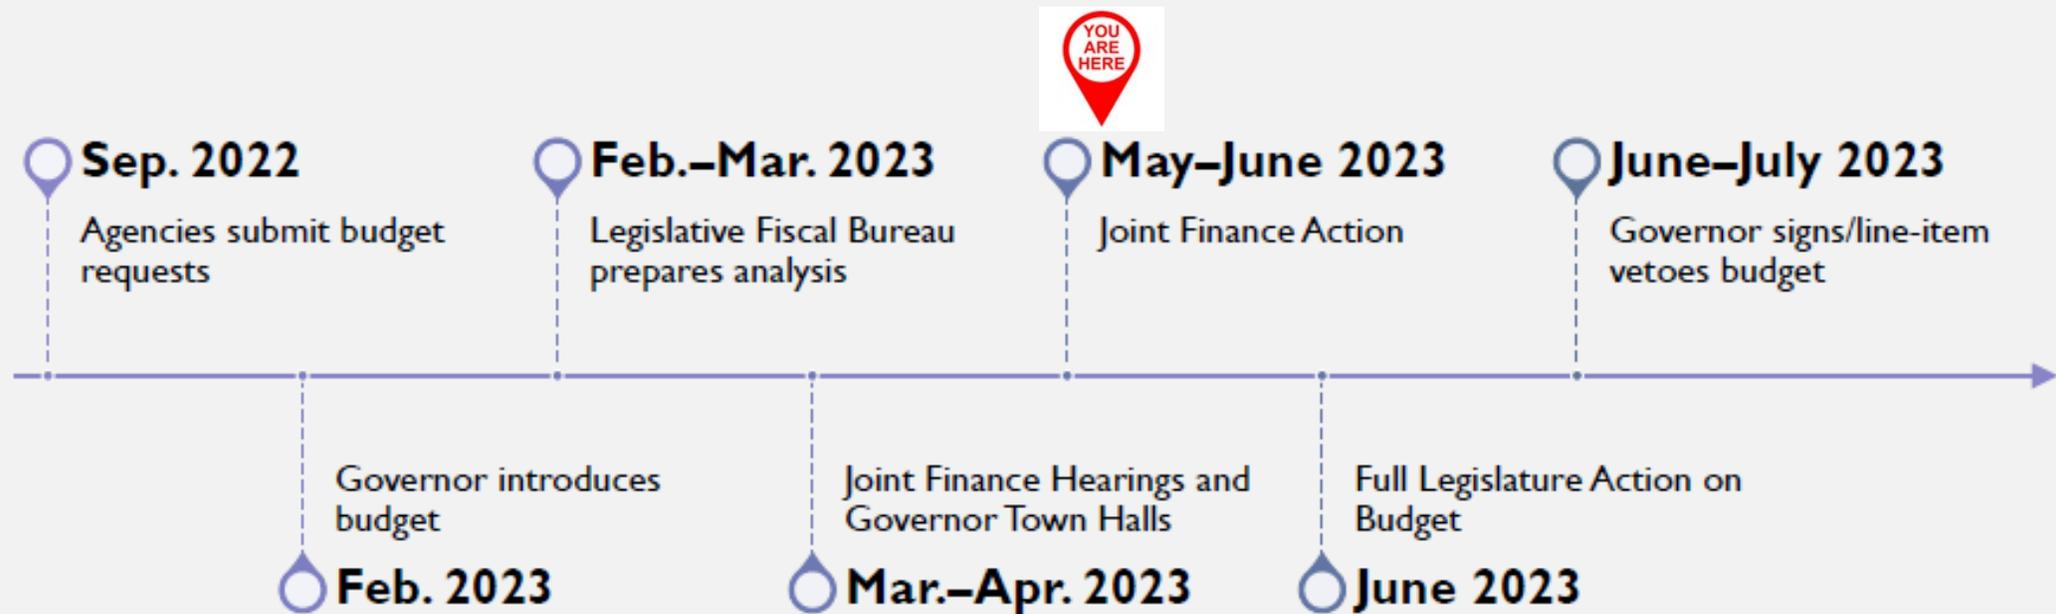 YOU
ARE
HERE
Sep. 2022
Agencies submit budget
requests
Feb.–Mar. 2023
Legislative Fiscal Bureau
prepares analysis
May–June 2023
Joint Finance Action
June–July 2023
Governor signs/line-item
vetoes budget
Governor introduces
budget
Feb. 2023
Joint Finance Hearings and
Governor Town Halls
Mar.–Apr. 2023
Full Legislature Action on
Budget
June 2023